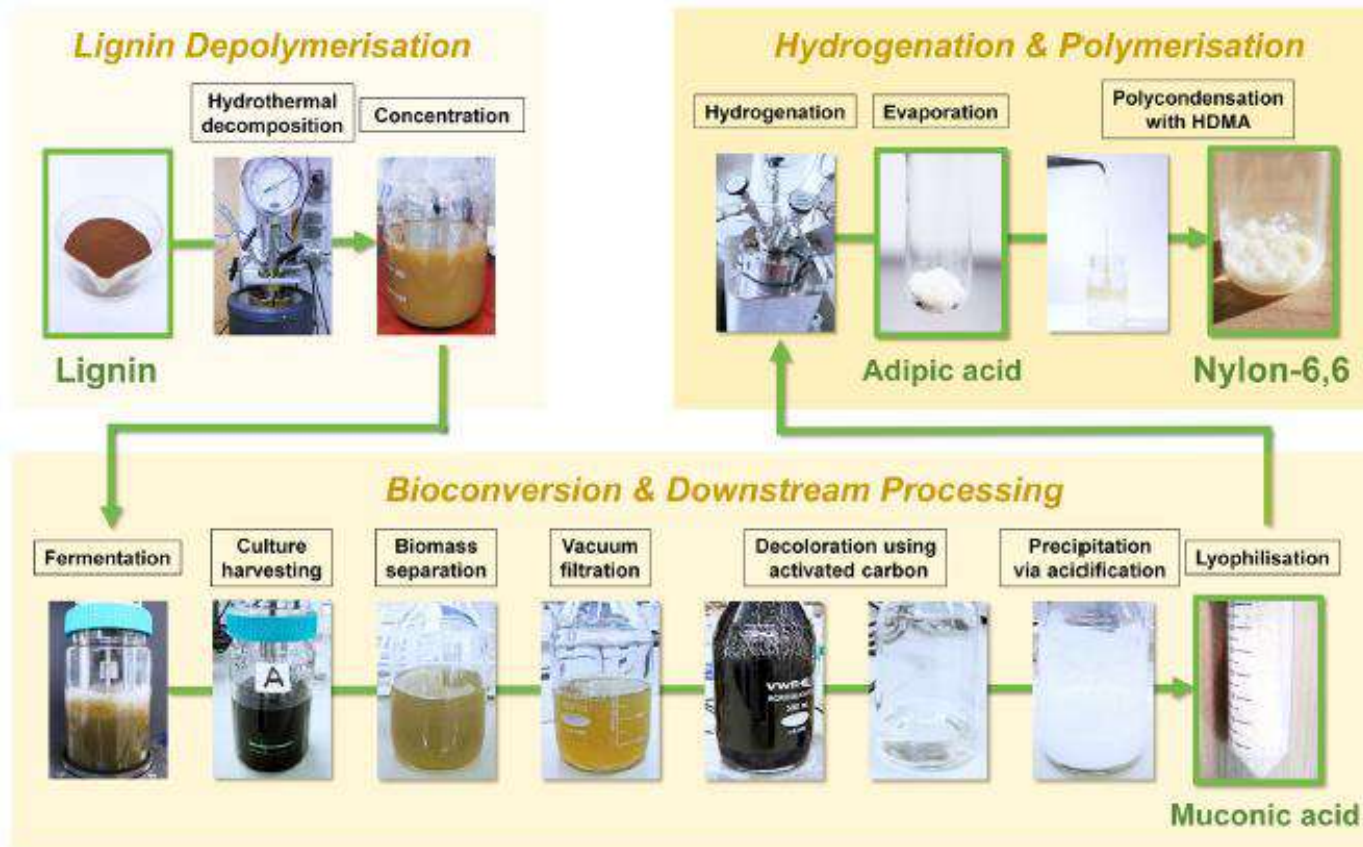 Lignin Depolymerisation
Hydrothermal
decomposition
Concentration
Lignin
Hydrogenation & Polymerisation
Hydrogenation
Evaporation
Polycondensation
with HDMA
Adipic acid
Nylon-6,6
Bioconversion & Downstream Processing
Fermentation
Culture
harvesting
Biomass
separation
Vacuum
filtration
Decoloration using
activated carbon
Precipitation
via acidification
Lyophilisation
A
Muconic acid